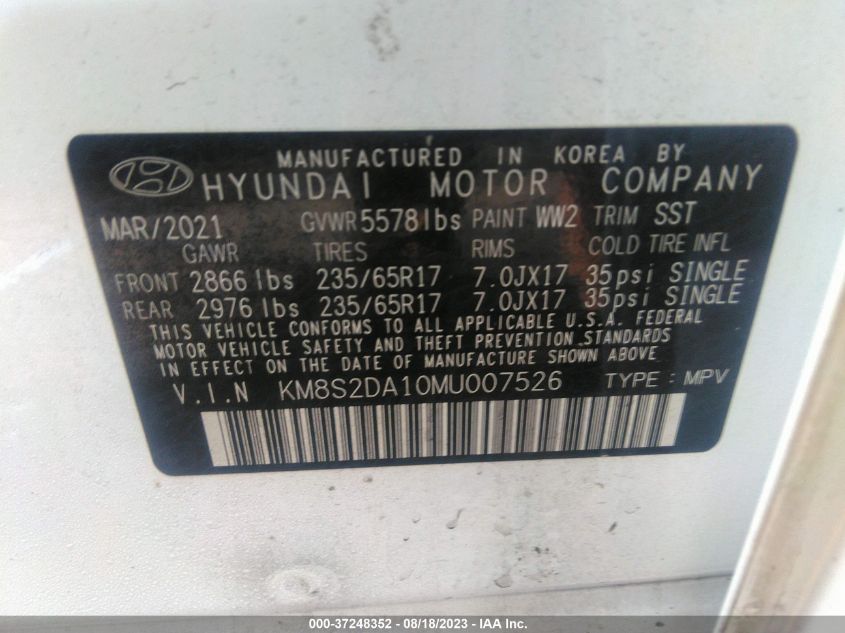 MANUFACTURED IN KOREA BY
HYUNDAI MOTOR COMPANY
MAR/2021 GVWR 5578lbs PAINT WW2 TRIM SST
GAWR TIRES RIMS COLD TIRE INFL
FRONT 2866 lbs 235/65R17 7.0JX17 35psi SINGLE
REAR 2976 lbs 235/65R17 7.0JX17 35psi SINGLE
THIS VEHICLE CONFORMS TO ALL APPLICABLE U.S.A. FEDERAL
MOTOR VEHICLE SAFETY AND THEFT PREVENTION STANDARDS
IN EFFECT ON THE DATE OF MANUFACTURE SHOWN ABOVE.
V.I.N KM8S2DA10MU007526 TYPE : MPV
000-37248352 - 08/18/2023 - IAA Inc.